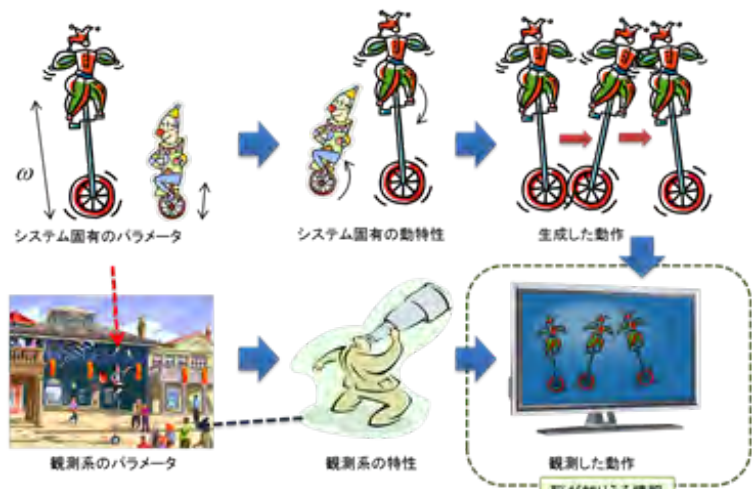 ω
システム固有のパラメータ
システム固有の動特性
生成した動作
観測系のパラメータ
観測系の特性
観測した動作